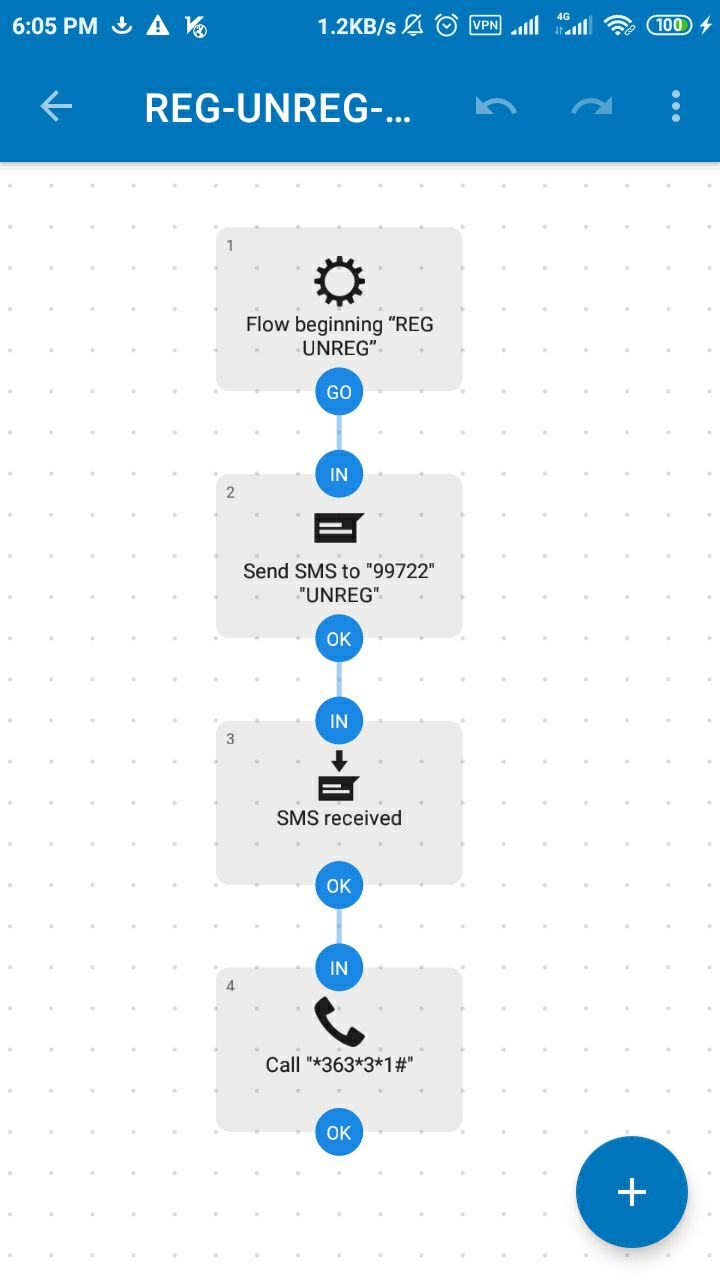 6:05 PM 1.2KB/s VPN 4G 100
REG-UNREG-...
1
Flow beginning “REG
UNREG”
GO
IN
2
Send SMS to "99722"
"UNREG"
OK
IN
3
SMS received
OK
IN
4
Call "*363*3*1#"
OK
+